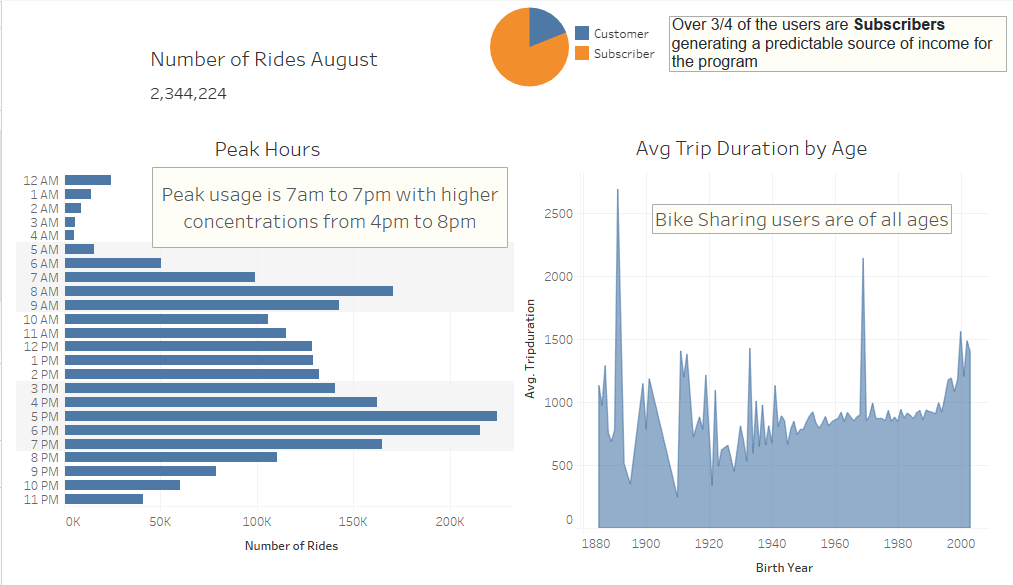 Number of Rides August
2,344,224
Customer
Subscriber
Over 3/4 of the users are Subscribers
generating a predictable source of income for
the program
Peak Hours
Peak usage is 7am to 7pm with higher
concentrations from 4pm to 8pm
12 AM
1 AM
2 AM
3 AM
4 AM
5 AM
6 AM
7 AM
8 AM
9 AM
10 AM
11 AM
12 PM
1 PM
2 PM
3 PM
4 PM
5 PM
6 PM
7 PM
8 PM
9 PM
10 PM
11 PM
0K 50K 100K 150K 200K
Number of Rides
Avg Trip Duration by Age
Bike Sharing users are of all ages
Avg. Tripduration
2500
2000
1500
1000
500
0
1880 1900 1920 1940 1960 1980 2000
Birth Year